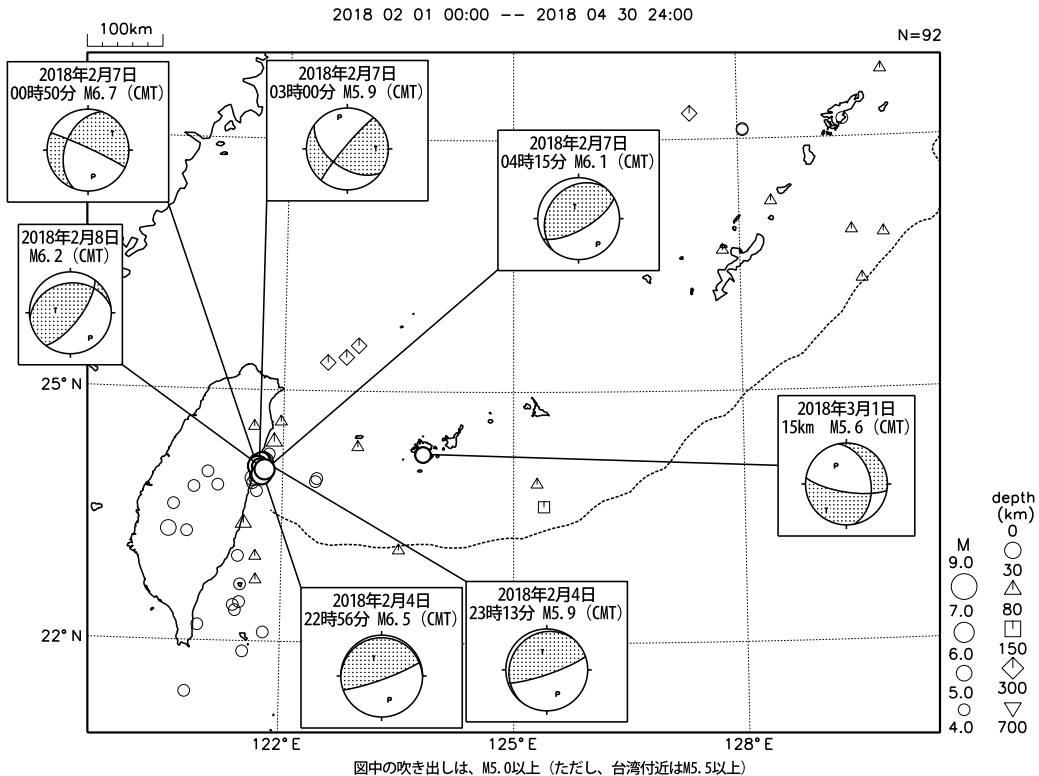 2018 02 01 00:00 -- 2018 04 30 24:00
100km
N=92
2018年2月7日
00時50分 M6.7（CMT）
T
P
2018年2月7日
03時00分 M5.9（CMT）
P
T
2018年2月7日
04時15分 M6.1（CMT）
T
P
2018年2月8日
M6.2（CMT）
T
P
25°N
2018年3月1日
15km M5.6（CMT）
P
T
2018年2月4日
22時56分 M6.5（CMT）
T
P
2018年2月4日
23時13分 M5.9（CMT）
T
P
22°N
122°E
125°E
128°E
M
9.0
7.0
6.0
5.0
4.0
depth
(km)
0
30
80
150
300
700
図中の吹き出しは、M5.0以上（ただし、台湾付近はM5.5以上）